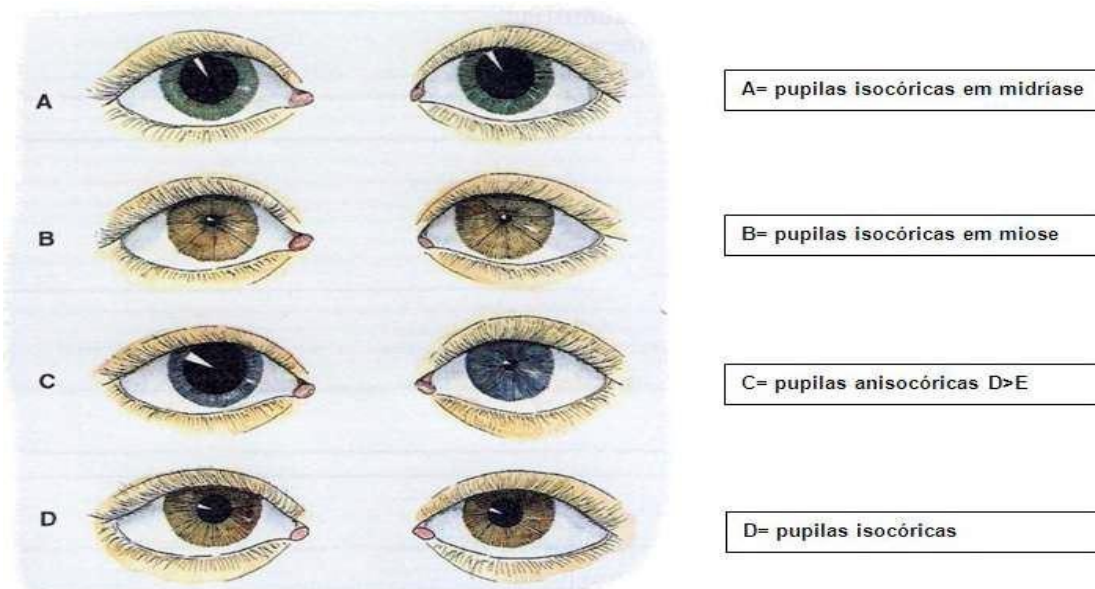 A
A= pupilas isocóricas em midríase
B
B= pupilas isocóricas em miose
C
C= pupilas anisocóricas D>E
D
D= pupilas isocóricas